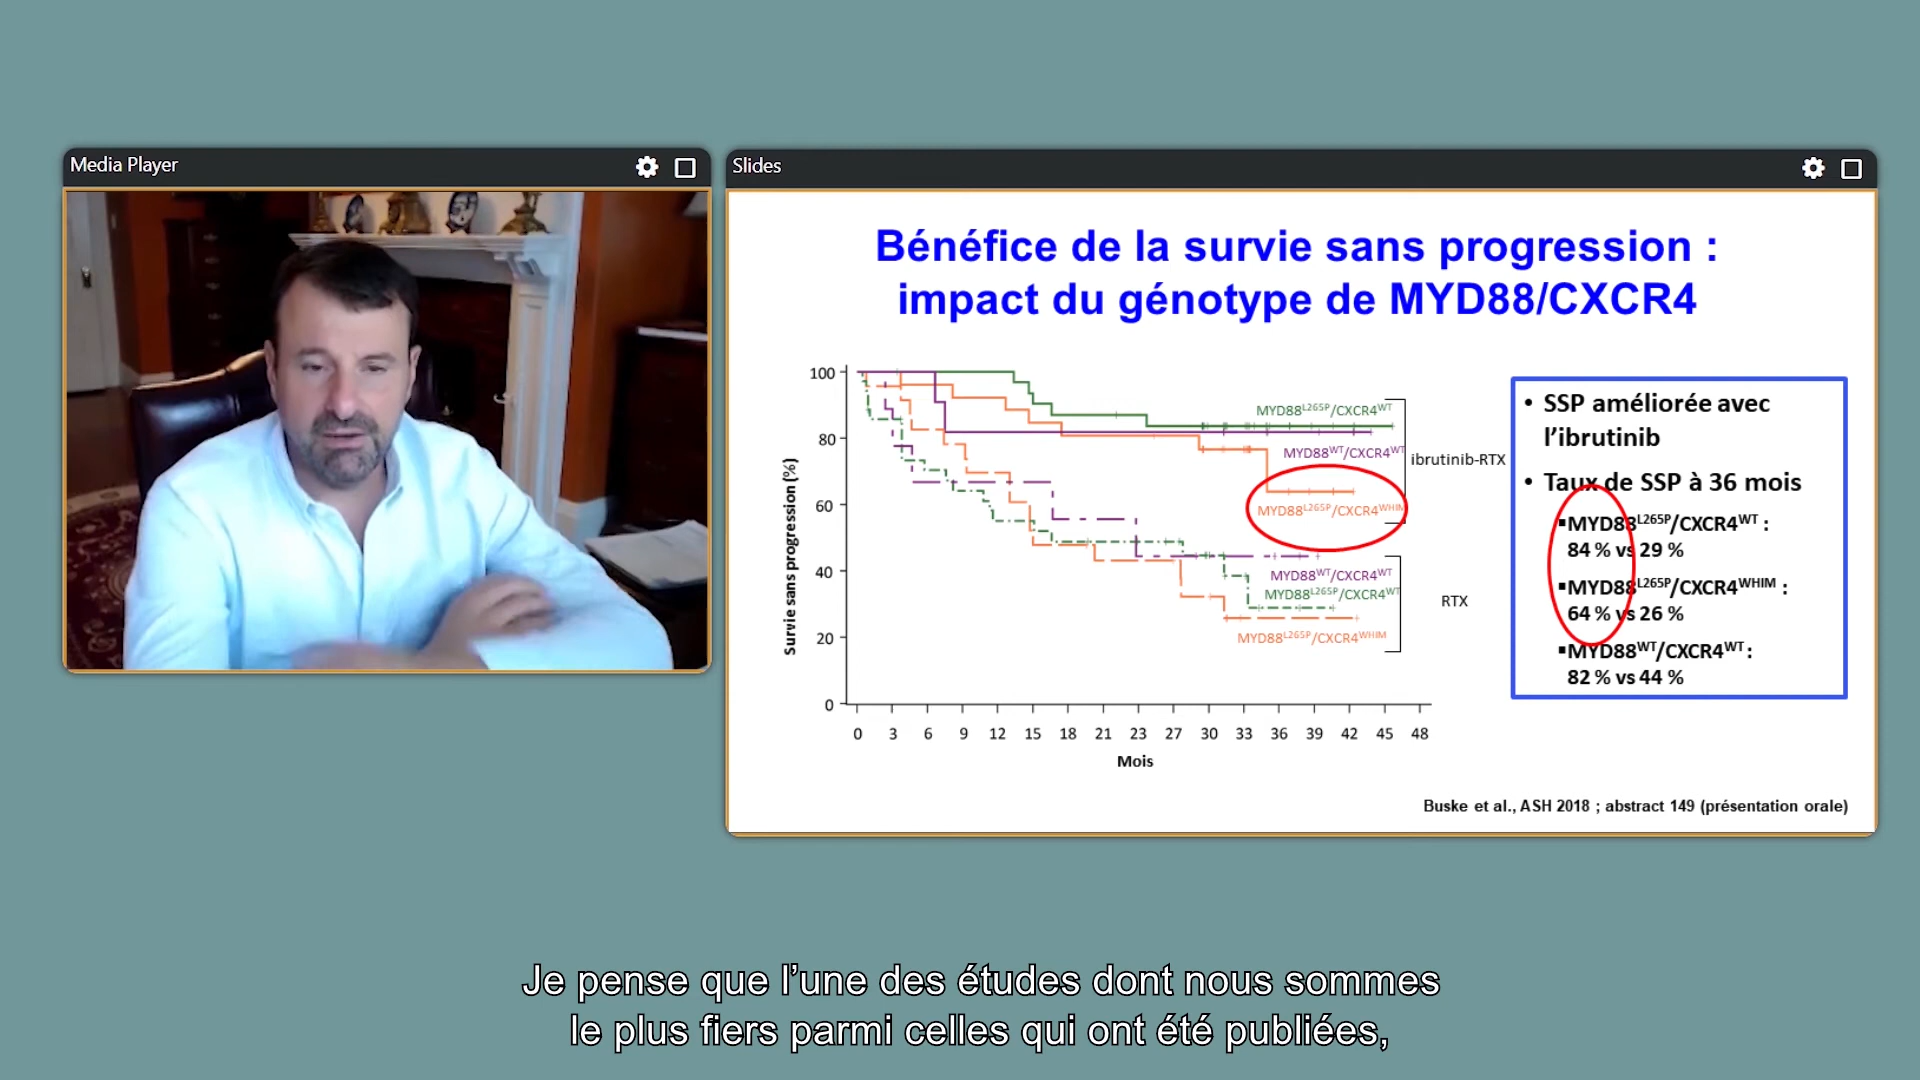 Media Player
Slides
Bénéfice de la survie sans progression :
impact du génotype de MYD88/CXCR4
Survie sans progression (%)
100
80
60
40
20
0
0 3 6 9 12 15 18 21 23 27 30 33 36 39 42 45 48
Mois
MYD88L265P/CXCR4WT
MYD88WT/CXCR4WT
MYD88L265P/CXCR4WHIM
ibrutinib-RTX
MYD88WT/CXCR4WT
MYD88L265P/CXCR4WT
MYD88L265P/CXCR4WHIM
RTX
• SSP améliorée avec
l’ibrutinib
• Taux de SSP à 36 mois
▪MYD88L265P/CXCR4WT :
84 % vs 29 %
▪MYD88L265P/CXCR4WHIM :
64 % vs 26 %
▪MYD88WT/CXCR4WT :
82 % vs 44 %
Buske et al., ASH 2018 ; abstract 149 (présentation orale)
Je pense que l’une des études dont nous sommes
le plus fiers parmi celles qui ont été publiées,